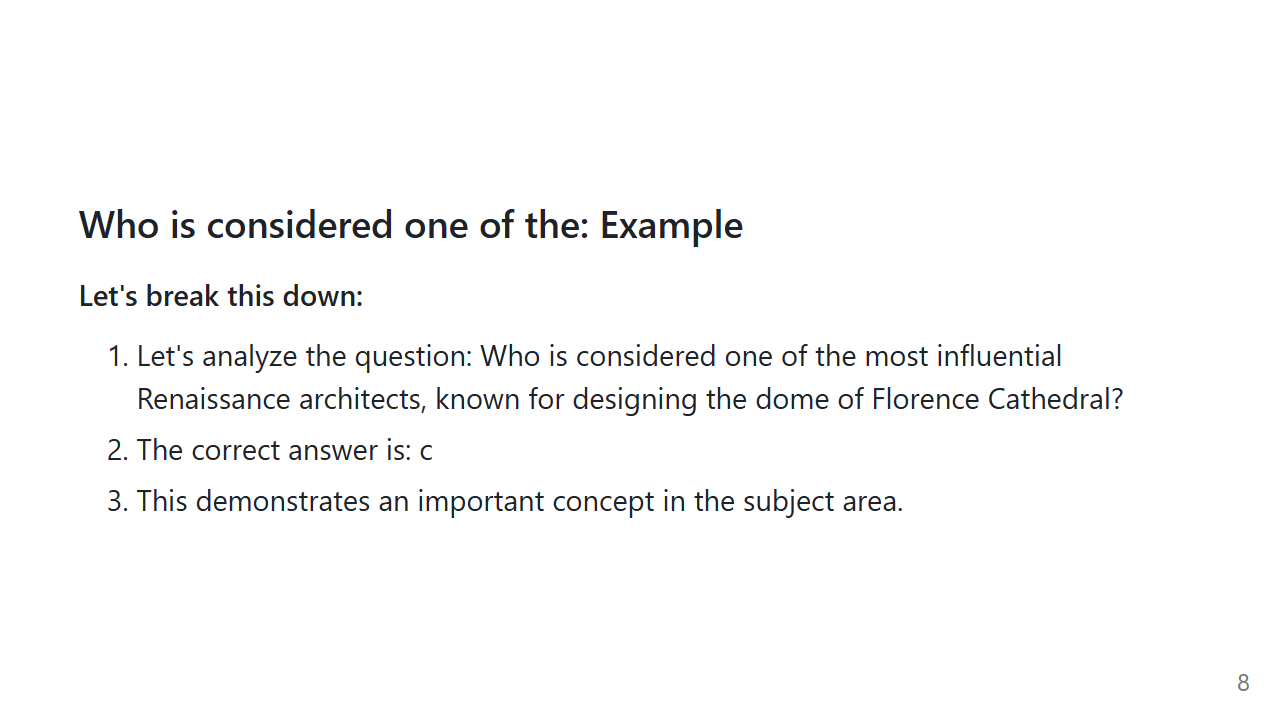 Who is considered one of the: Example
Let's break this down:
1. Let's analyze the question: Who is considered one of the most influential
Renaissance architects, known for designing the dome of Florence Cathedral?
2. The correct answer is: c
3. This demonstrates an important concept in the subject area.
8